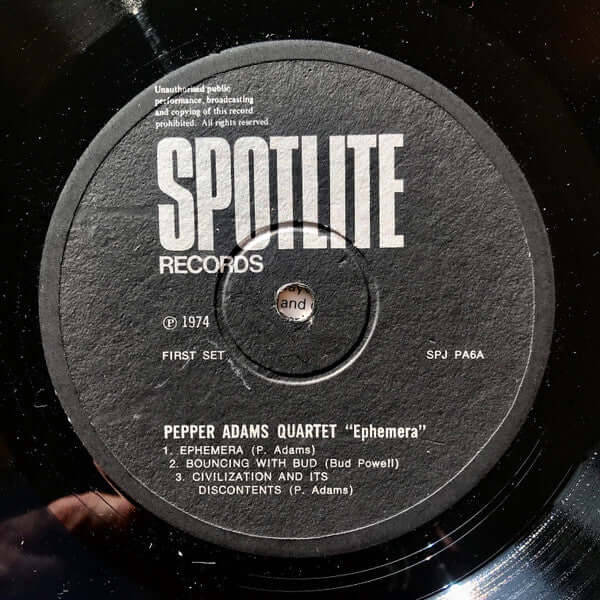 Unauthorised public
performance, broadcasting
and copying of this record
prohibited. All rights reserved
SPOTLITE
RECORDS
and
℗ 1974
FIRST SET
SPJ PA6A
PEPPER ADAMS QUARTET "Ephemera"
1. EPHEMERA (P. Adams)
2. BOUNCING WITH BUD (Bud Powell)
3. CIVILIZATION AND ITS
DISCONTENTS (P. Adams)